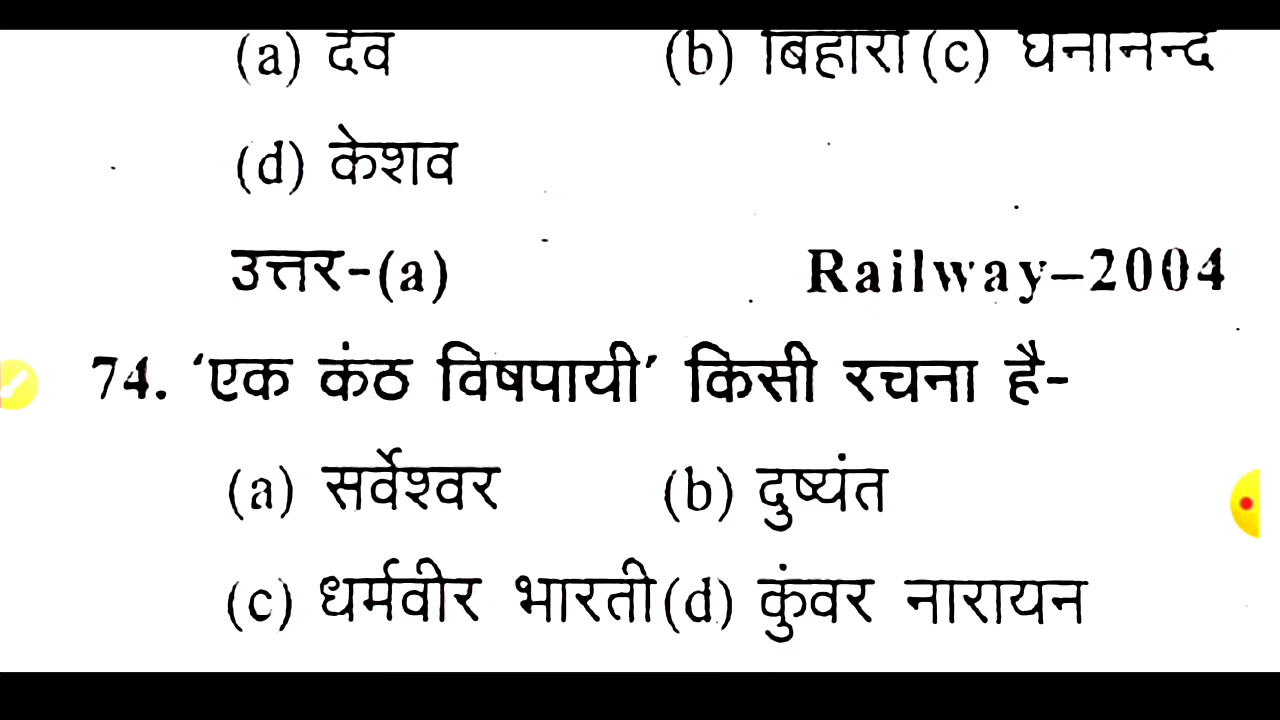 (a) देव (b) बिहारी (c) घनानन्द
(d) केशव
उत्तर-(a) Railway–2004
74. ‘एक कंठ विषपायी’ किसी रचना है-
(a) सर्वेश्वर (b) दुष्यंत
(c) धर्मवीर भारती (d) कुंवर नारायन